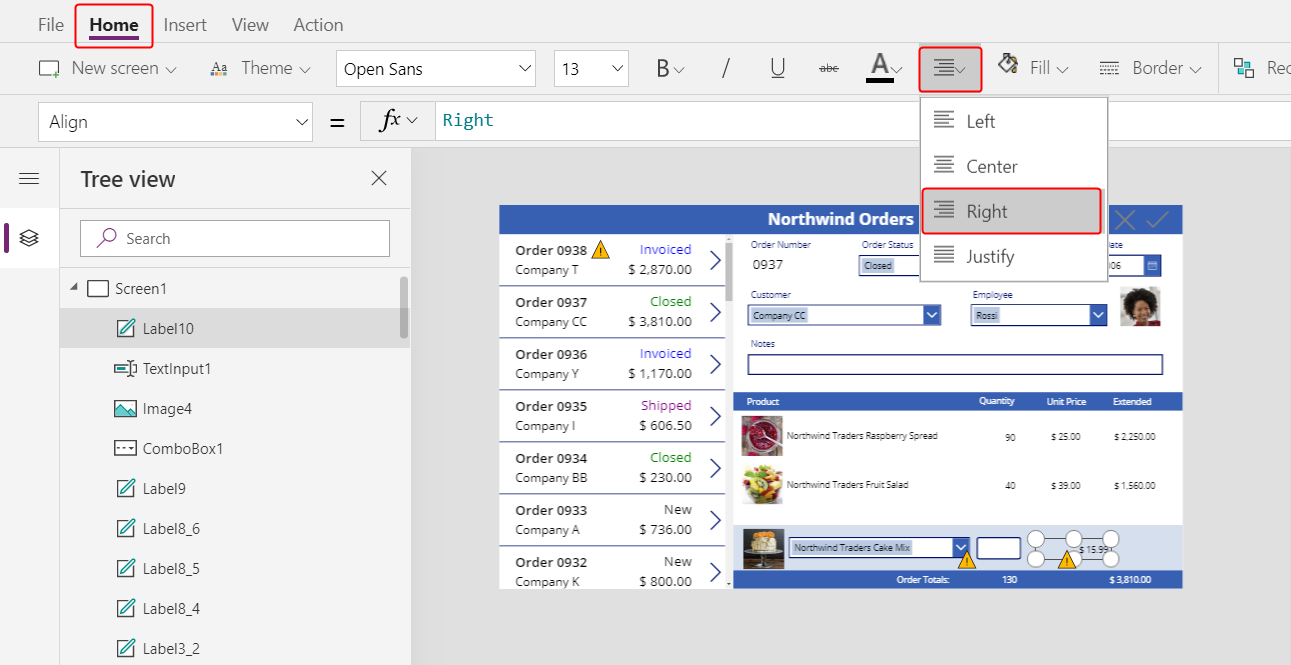 File Home Insert View Action
New screen Theme Open Sans 13 B / U abc A Fill Border Rec
Align = fx Right
Left
Center
Right
Justify
Tree view
Search
Screen1
Label10
TextInput1
Image4
ComboBox1
Label9
Label8_6
Label8_5
Label8_4
Label3_2
Northwind Orders
Order 0938 Invoiced
Company T $ 2,870.00
Order 0937 Closed
Company CC $ 3,810.00
Order 0936 Invoiced
Company Y $ 1,170.00
Order 0935 Shipped
Company I $ 606.50
Order 0934 Closed
Company BB $ 230.00
Order 0933 New
Company A $ 736.00
Order 0932 New
Company K $ 800.00
Order Number Order Status ate
0937 Closed 06
Customer Employee
Company CC Rossi
Notes
Product Quantity Unit Price Extended
Northwind Traders Raspberry Spread 90 $ 25.00 $ 2,250.00
Northwind Traders Fruit Salad 40 $ 39.00 $ 1,560.00
Northwind Traders Cake Mix $ 15.99
Order Totals: 130 $ 3,810.00